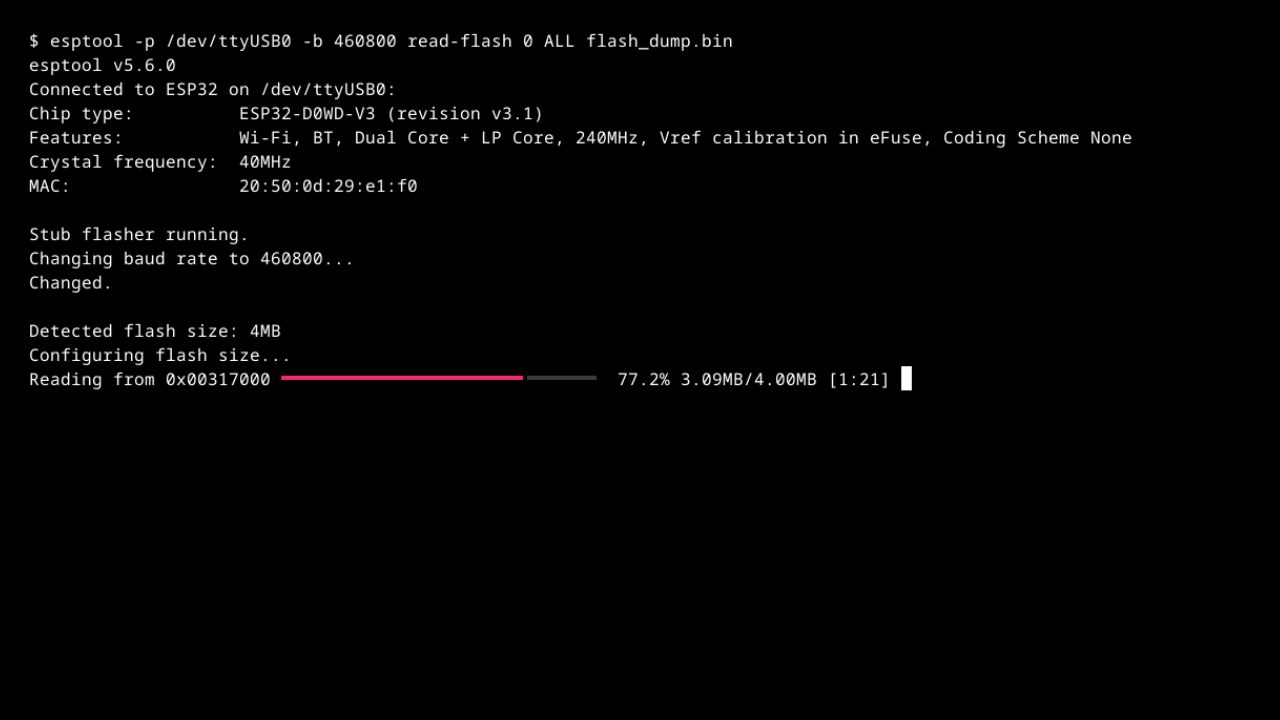 $ esptool -p /dev/ttyUSB0 -b 460800 read-flash 0 ALL flash_dump.bin
esptool v5.6.0
Connected to ESP32 on /dev/ttyUSB0:
Chip type:          ESP32-D0WD-V3 (revision v3.1)
Features:           Wi-Fi, BT, Dual Core + LP Core, 240MHz, Vref calibration in eFuse, Coding Scheme None
Crystal frequency:  40MHz
MAC:                20:50:0d:29:e1:f0

Stub flasher running.
Changing baud rate to 460800...
Changed.

Detected flash size: 4MB
Configuring flash size...
Reading from 0x00317000 77.2% 3.09MB/4.00MB [1:21]